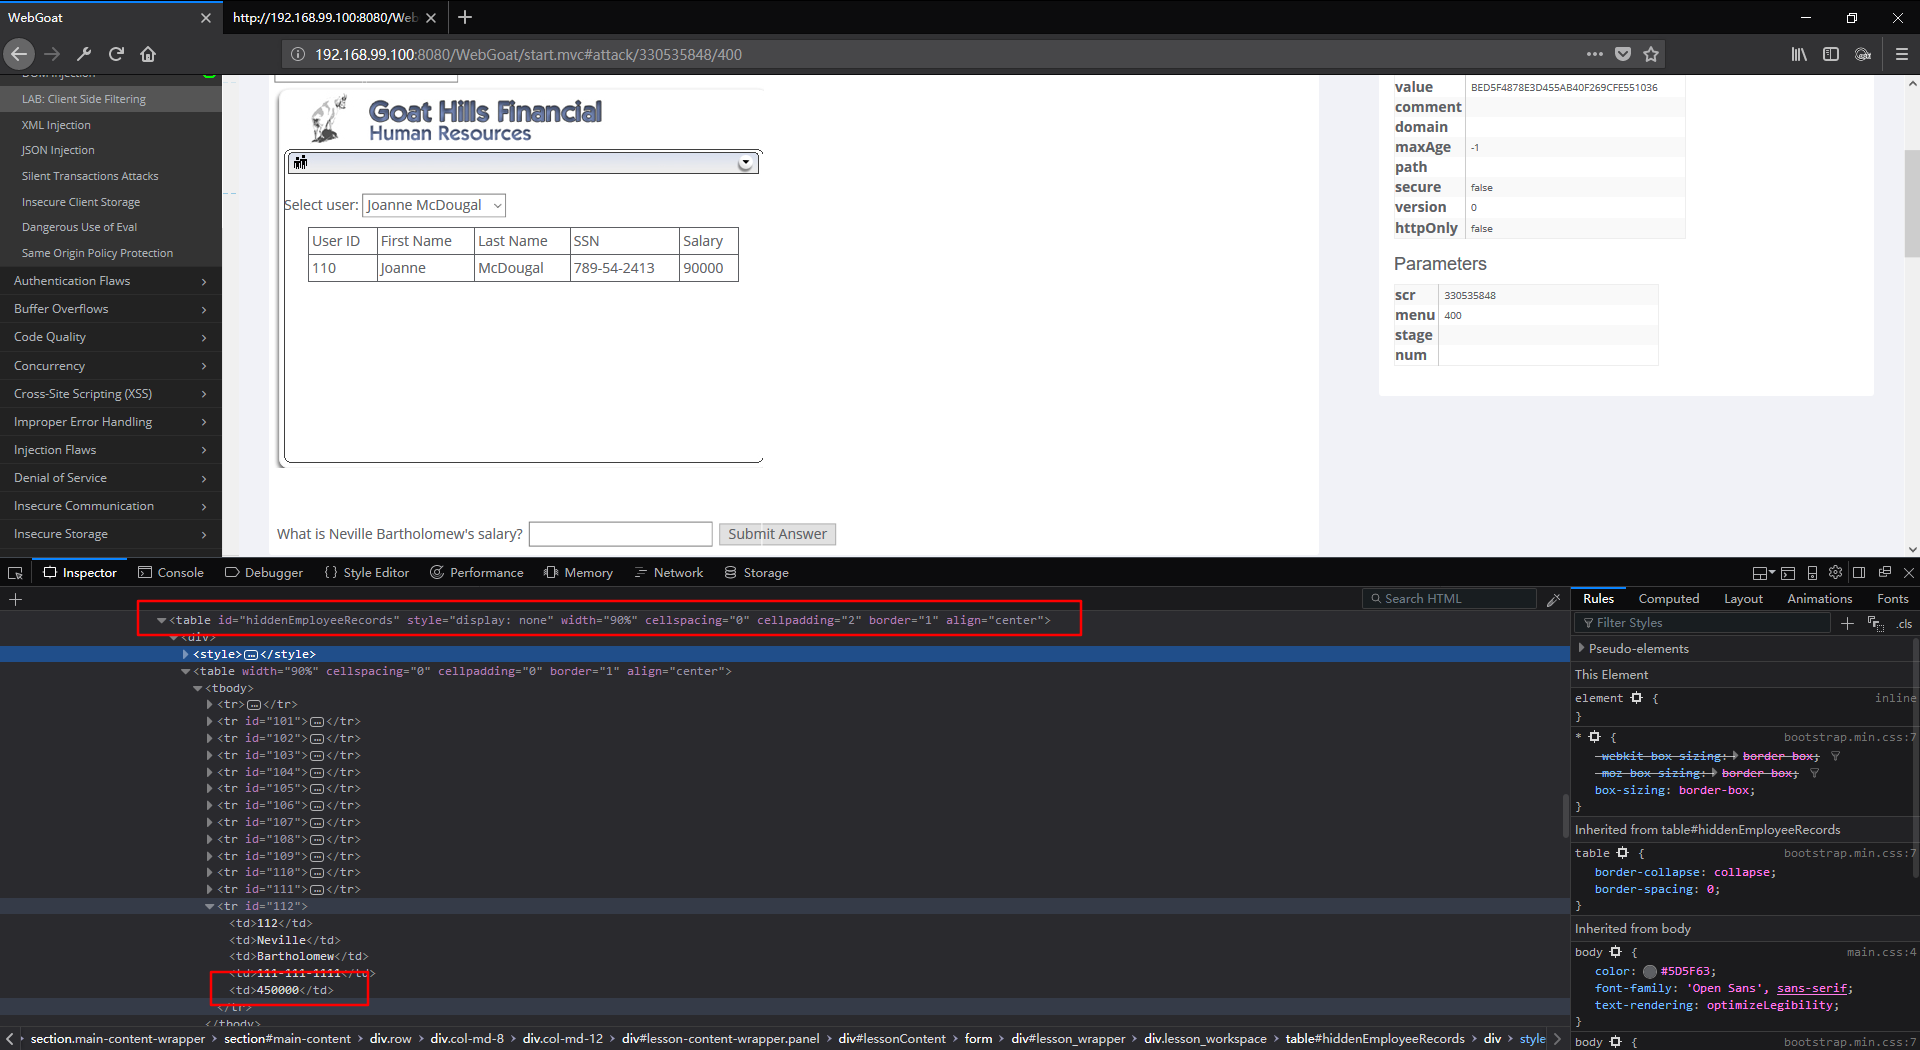 WebGoat
http://192.168.99.100:8080/Web
192.168.99.100:8080/WebGoat/start.mvc#attack/330535848/400
DOM Injection
LAB: Client Side Filtering
XML Injection
JSON Injection
Silent Transactions Attacks
Insecure Client Storage
Dangerous Use of Eval
Same Origin Policy Protection
Authentication Flaws
Buffer Overflows
Code Quality
Concurrency
Cross-Site Scripting (XSS)
Improper Error Handling
Injection Flaws
Denial of Service
Insecure Communication
Insecure Storage
Goat Hills Financial
Human Resources
Select user: Joanne McDougal
User ID First Name Last Name SSN Salary
110 Joanne McDougal 789-54-2413 90000
What is Neville Bartholomew's salary? Submit Answer
value BED5F4878E3D455AB40F269CFE551036
comment
domain
maxAge -1
path
secure false
version 0
httpOnly false
Parameters
scr 330535848
menu 400
stage
num
Inspector Console Debugger {} Style Editor Performance Memory Network Storage
+ Search HTML
<table id="hiddenEmployeeRecords" style="display: none" width="90%" cellspacing="0" cellpadding="2" border="1" align="center">
<div>
<style>…</style>
<table width="90%" cellspacing="0" cellpadding="0" border="1" align="center">
<tbody>
<tr>…</tr>
<tr id="101">…</tr>
<tr id="102">…</tr>
<tr id="103">…</tr>
<tr id="104">…</tr>
<tr id="105">…</tr>
<tr id="106">…</tr>
<tr id="107">…</tr>
<tr id="108">…</tr>
<tr id="109">…</tr>
<tr id="110">…</tr>
<tr id="111">…</tr>
<tr id="112">
<td>112</td>
<td>Neville</td>
<td>Bartholomew</td>
<td>111-111-1111</td>
<td>450000</td>
</tr>
</tbody>
section.main-content-wrapper > section#main-content > div.row > div.col-md-8 > div.col-md-12 > div#lesson-content-wrapper.panel > div#lessonContent > form > div#lesson_wrapper > div.lesson_workspace > table#hiddenEmployeeRecords > div > style
Rules Computed Layout Animations Fonts
Filter Styles + .cls
Pseudo-elements
This Element
element { inline
}
* { bootstrap.min.css:7
-webkit-box-sizing: border-box;
-moz-box-sizing: border-box;
box-sizing: border-box;
}
Inherited from table#hiddenEmployeeRecords
table { bootstrap.min.css:7
border-collapse: collapse;
border-spacing: 0;
}
Inherited from body
body { main.css:4
color: #5D5F63;
font-family: 'Open Sans', sans-serif;
text-rendering: optimizeLegibility;
}
body { bootstrap.min.css:7